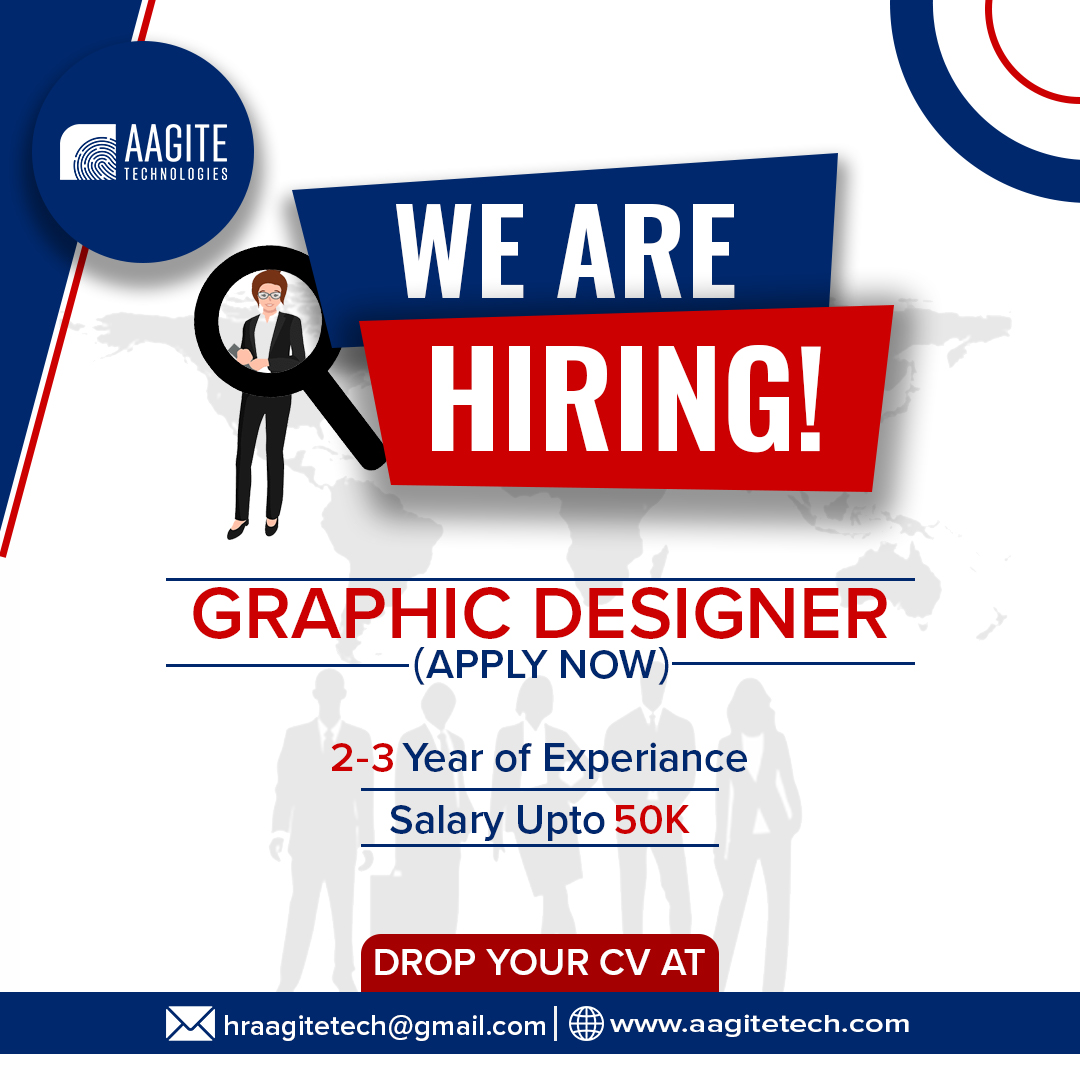 AAGITE
TECHNOLOGIES
WE ARE
HIRING!
GRAPHIC DESIGNER
(APPLY NOW)
2-3 Year of Experiance
Salary Upto 50K
DROP YOUR CV AT
hraagitetech@gmail.com | www.aagitetech.com